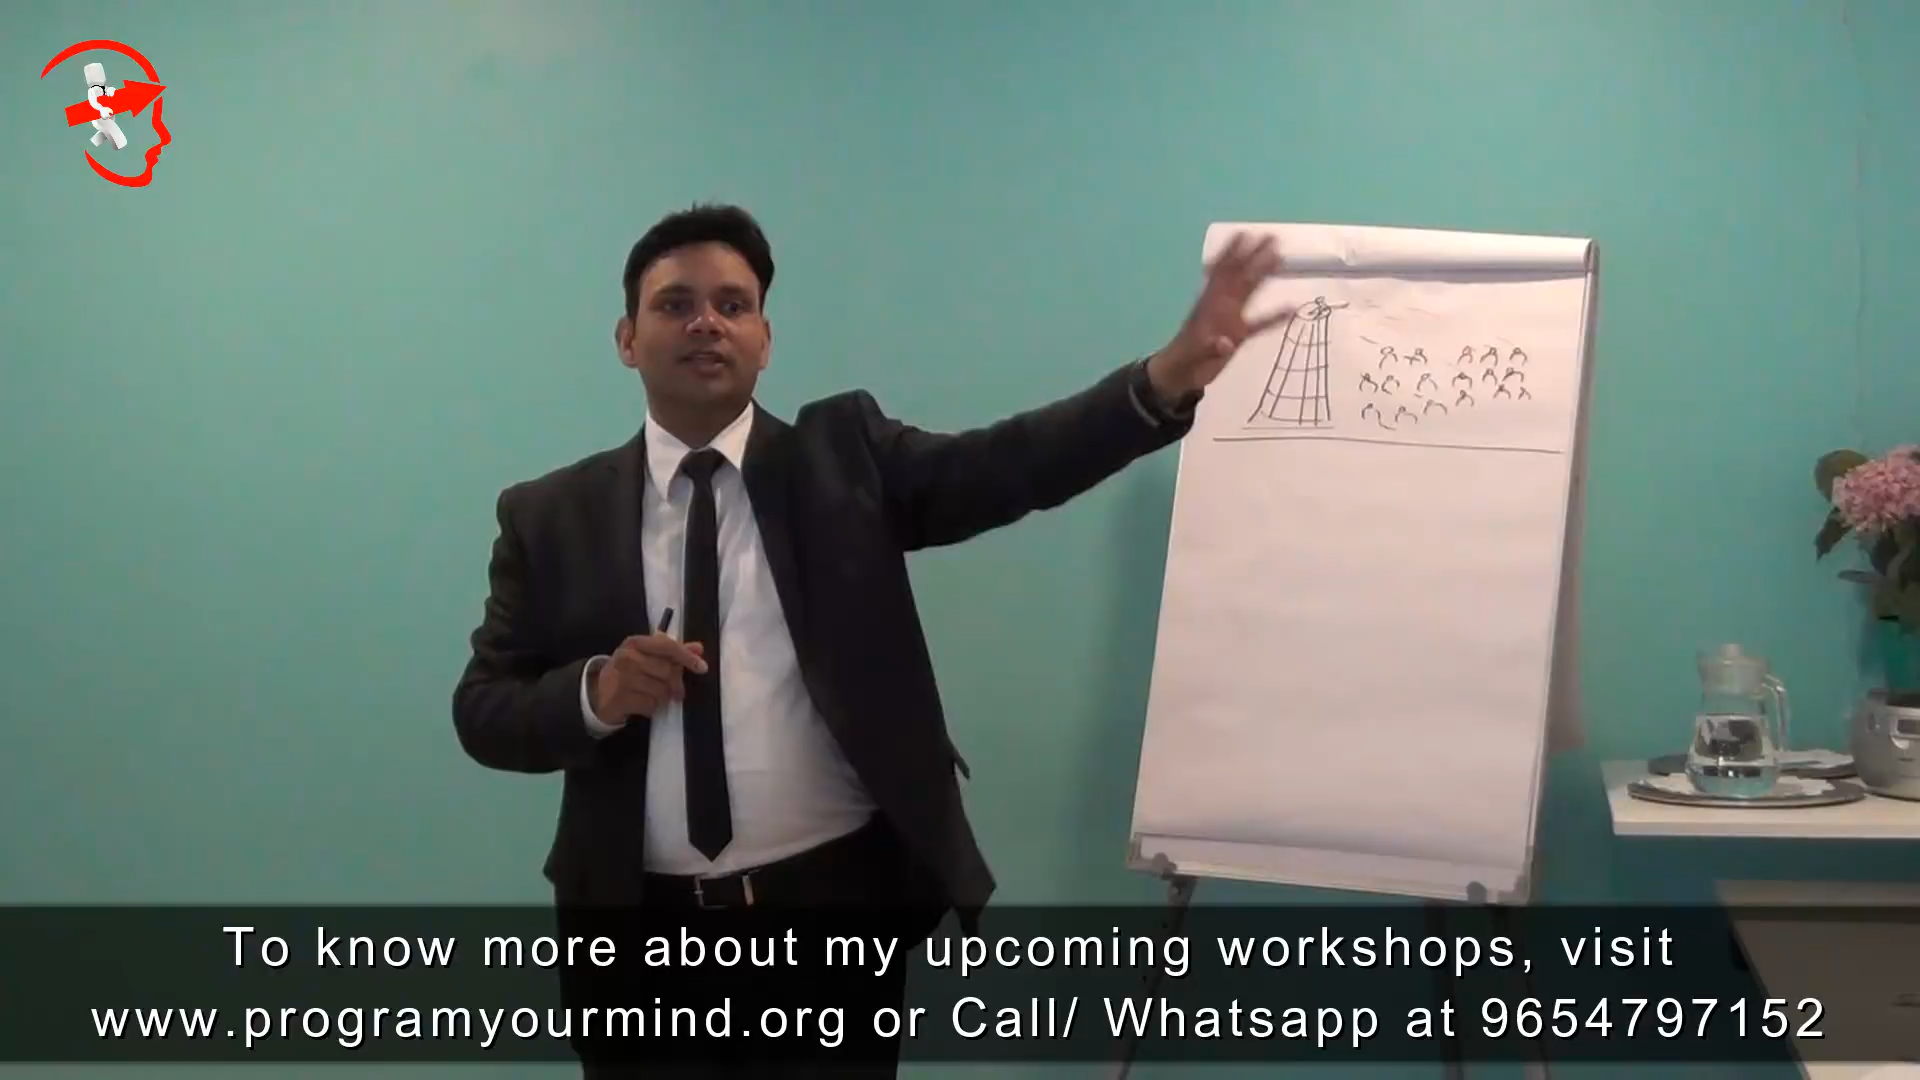 To know more about my upcoming workshops, visit
www.programyourmind.org or Call/ Whatsapp at 9654797152